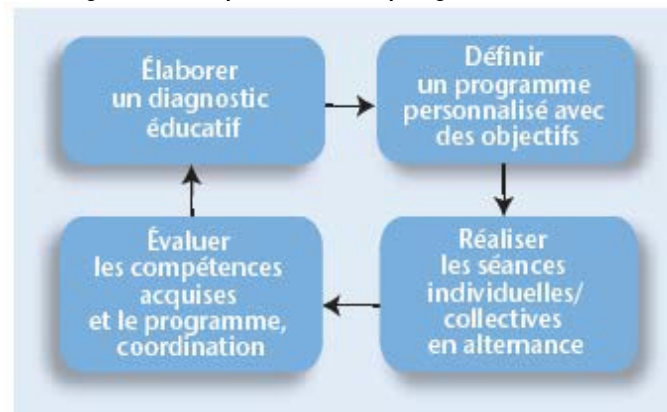 Élaborer
un diagnostic
éducatif
Définir
un programme
personnalisé avec
des objectifs
Évaluer
les compétences
acquises
et le programme,
coordination
Réaliser
les séances
individuelles/
collectives
en alternance